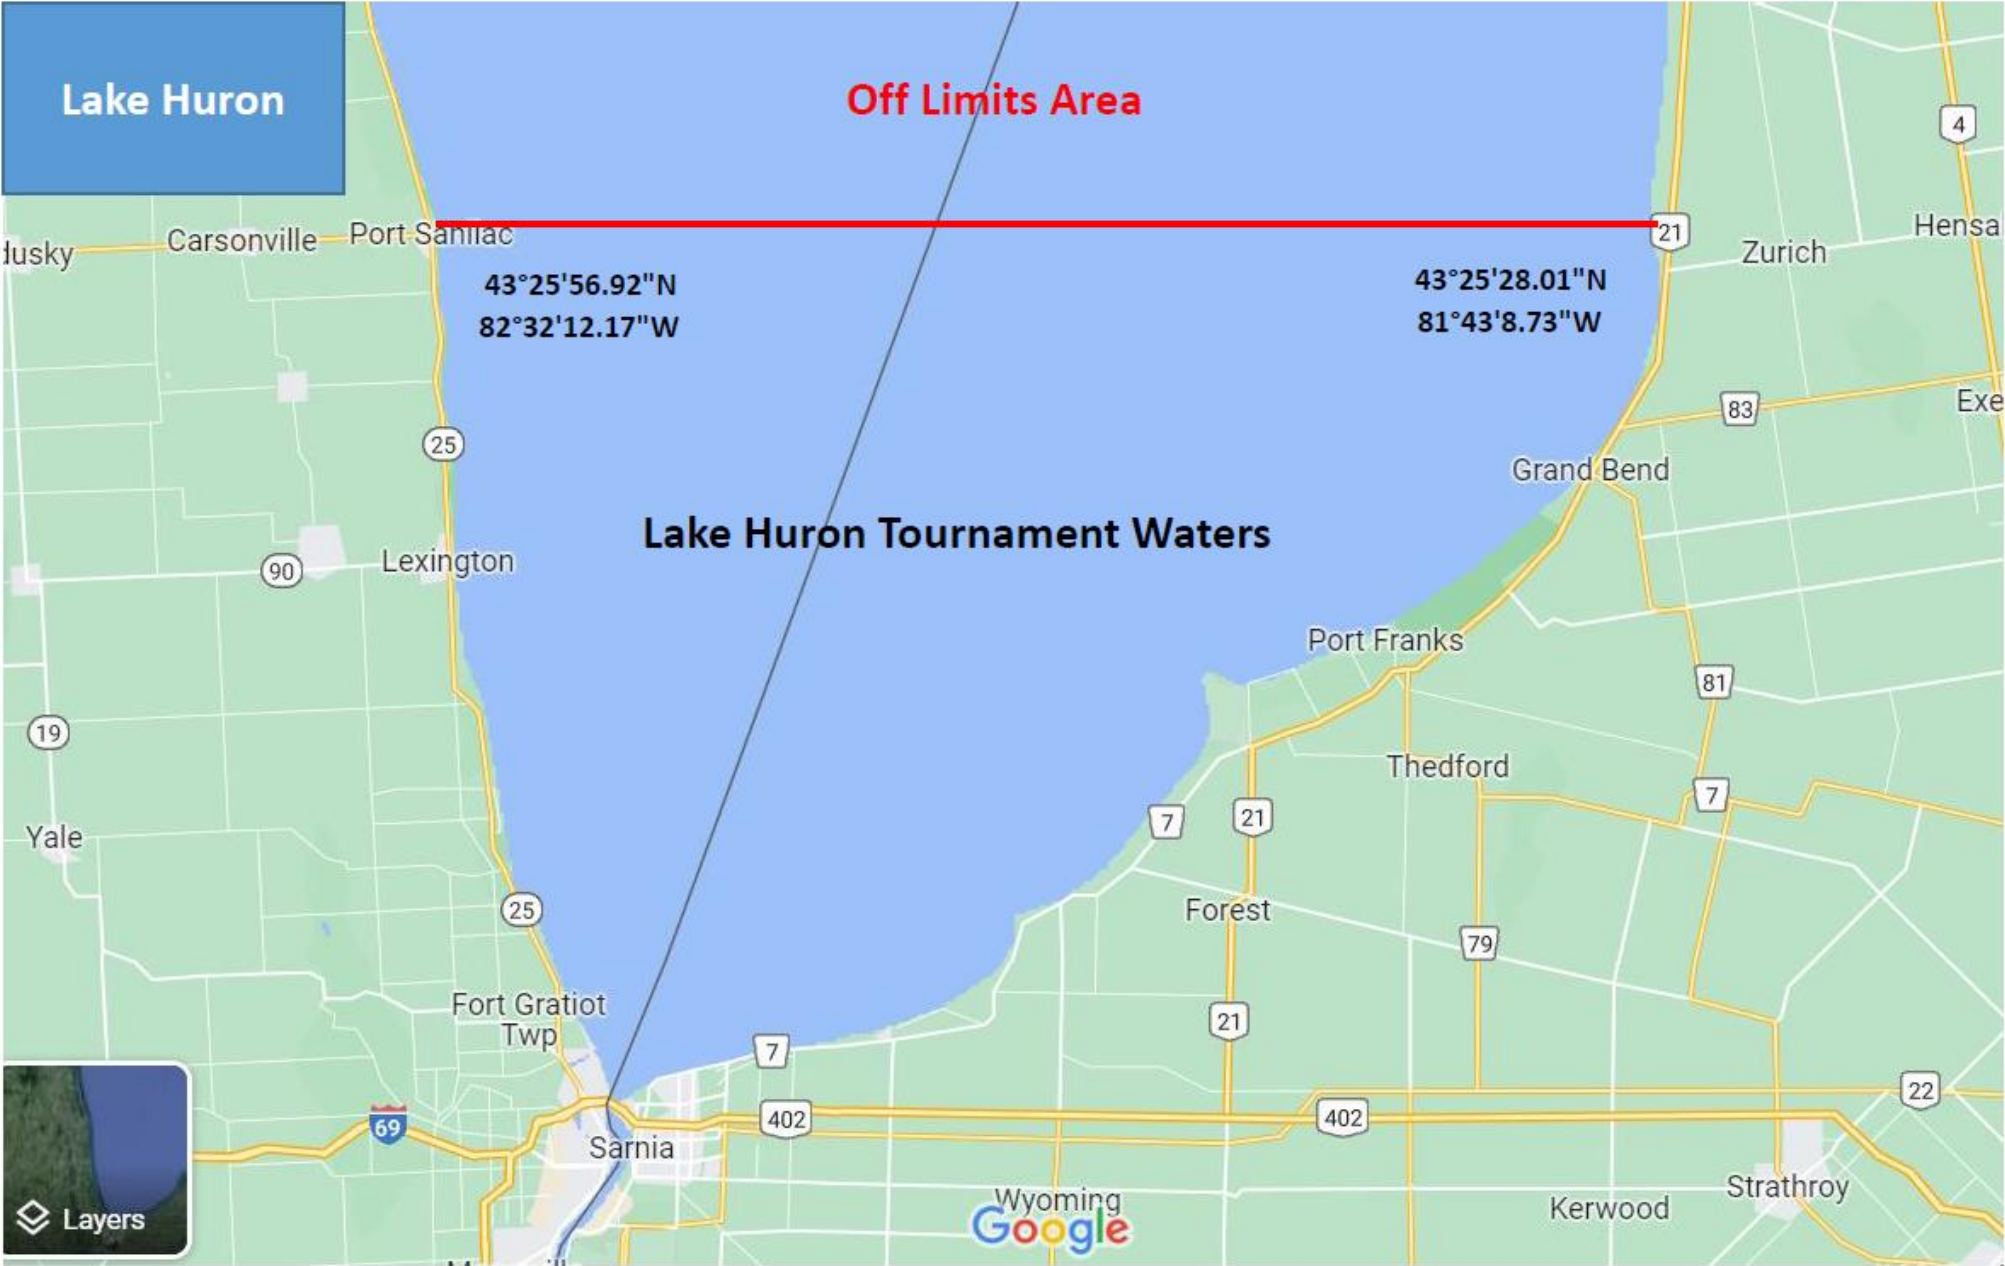 Lake Huron
Off Limits Area
4
dusky
Carsonville
Port Sanilac
21
Zurich
Hensa
43°25'56.92"N
82°32'12.17"W
43°25'28.01"N
81°43'8.73"W
83
Exe
25
Grand Bend
Lake Huron Tournament Waters
90
Lexington
Port Franks
81
19
Thedford
7
7
21
Yale
25
Forest
79
Fort Gratiot
Twp
21
7
22
69
402
402
Sarnia
Strathroy
Wyoming
Kerwood
Layers
Google